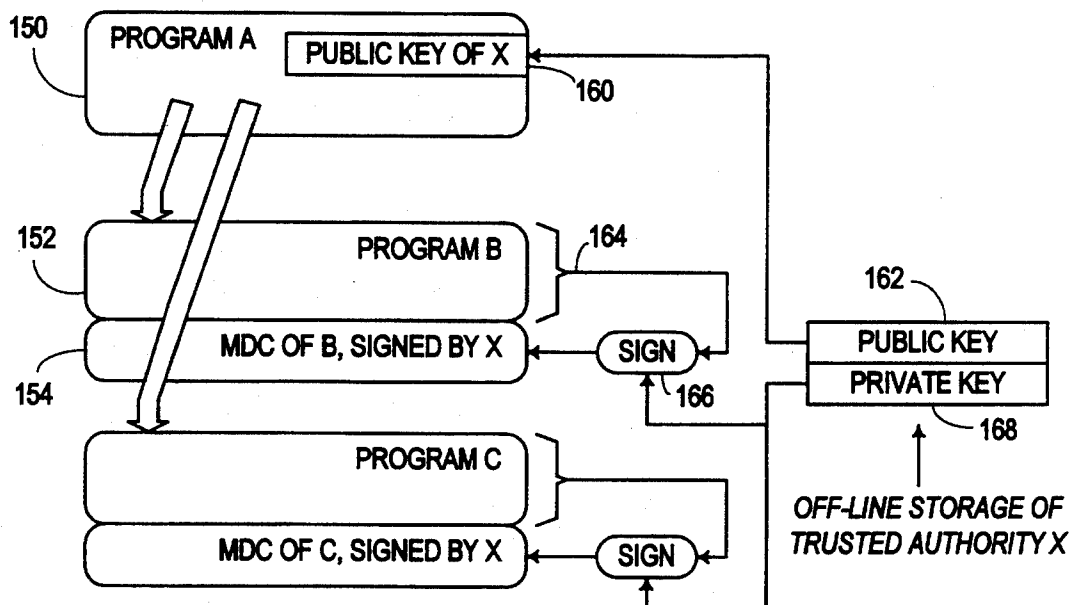 150
PROGRAM A
PUBLIC KEY OF X
160
152
PROGRAM B
164
162
MDC OF B, SIGNED BY X
SIGN
PUBLIC KEY
154
166
PRIVATE KEY
168
PROGRAM C
OFF-LINE STORAGE OF
TRUSTED AUTHORITY X
MDC OF C, SIGNED BY X
SIGN